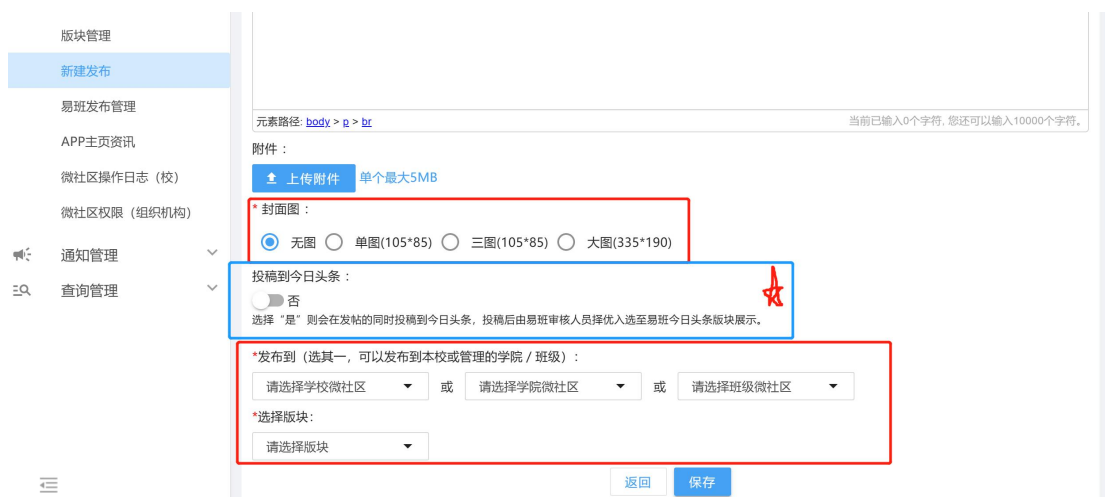 版块管理
新建发布
易班发布管理
APP主页资讯
微社区操作日志（校）
微社区权限（组织机构）
通知管理
查询管理
元素路径: body > p > br
当前已输入0个字符, 您还可以输入10000个字符。
附件：
上传附件 单个最大5MB
* 封面图：
无图 单图(105*85) 三图(105*85) 大图(335*190)
投稿到今日头条：
否
选择“是”则会在发帖的同时投稿到今日头条，投稿后由易班审核人员择优入选至易班今日头条版块展示。
*发布到（选其一，可以发布到本校或管理的学院 / 班级）：
请选择学校微社区 或 请选择学院微社区 或 请选择班级微社区
*选择版块：
请选择版块
返回 保存